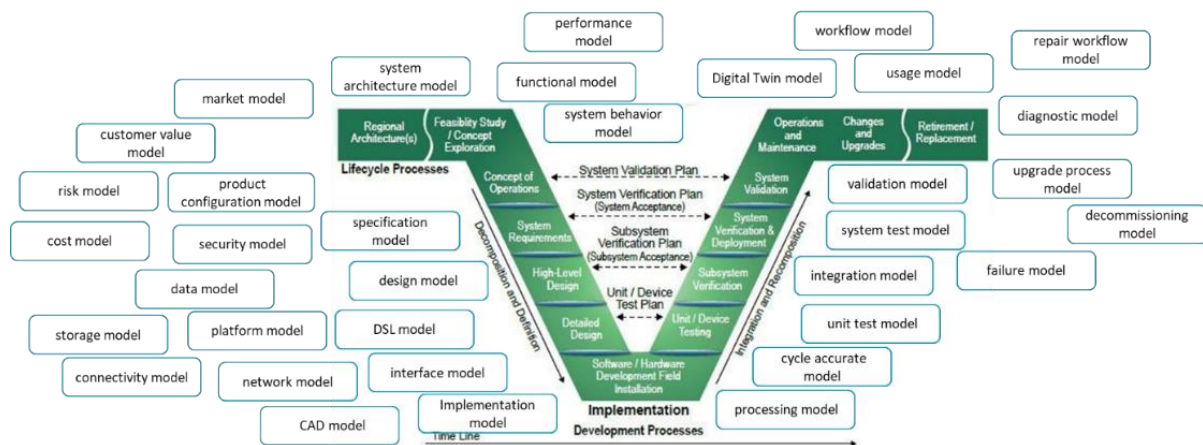 performance
model
workflow model
repair workflow
model
system
architecture model
functional model
Digital Twin model
usage model
market model
system behavior
model
diagnostic model
customer value
model
Regional
Architecture(s)
Feasiblity Study
/ Concept
Exploration
Operations
and
Maintenance
Changes
and
Upgrades
Retirement /
Replacement
Lifecycle Processes
risk model
product
configuration model
Concept of
Operations
System Validation Plan
System
Validation
validation model
upgrade process
model
System Verification Plan
(System Acceptance)
cost model
security model
specification
model
System
Requirements
Subsystem
Verification Plan
(Subsystem Acceptance)
System
Verification &
Deployment
system test model
decommissioning
model
Decomposition and Definition
Integration and Recomposition
data model
design model
High-Level
Design
Subsystem
Verification
integration model
failure model
Unit / Device
Test Plan
storage model
platform model
DSL model
Detailed
Design
Unit / Device
Testing
unit test model
connectivity model
network model
interface model
Software / Hardware
Development Field
Installation
cycle accurate
model
CAD model
Implementation
model
Implementation
processing model
Time Line
Development Processes